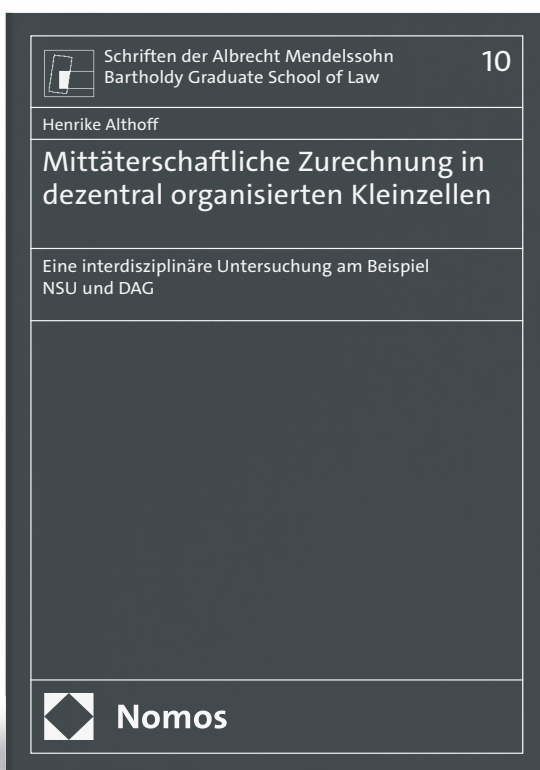 Schriften der Albrecht Mendelssohn
Bartholdy Graduate School of Law
10
Henrike Althoff
Mittäterschaftliche Zurechnung in
dezentral organisierten Kleinzellen
Eine interdisziplinäre Untersuchung am Beispiel
NSU und DAG
Nomos